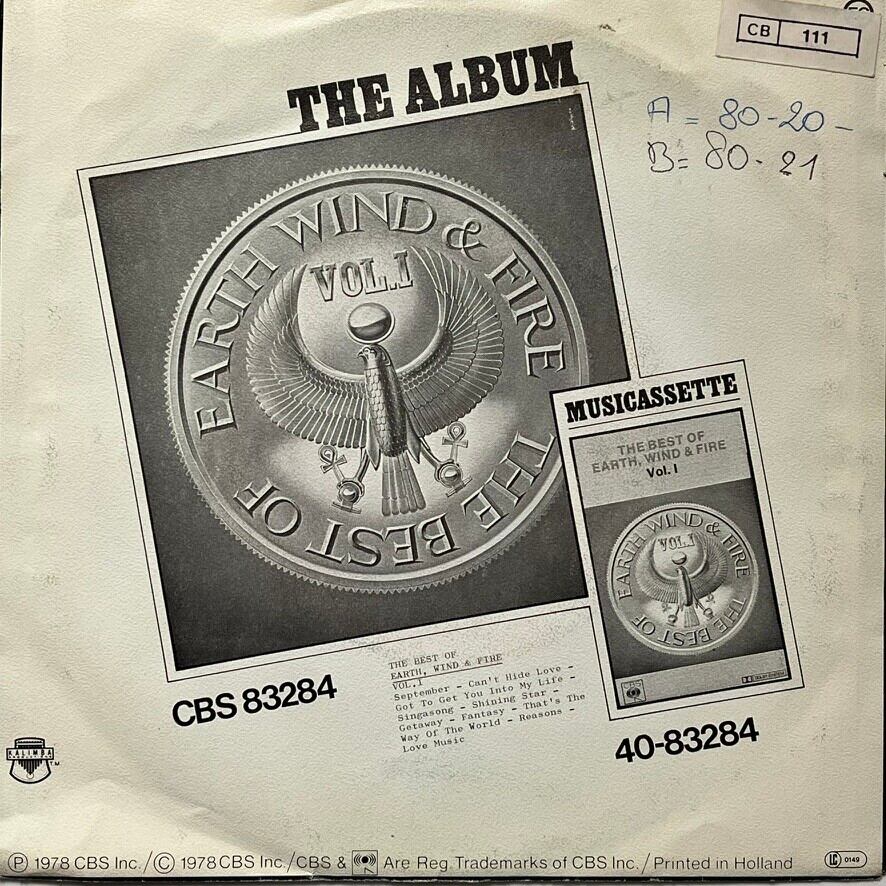 CB 111
THE ALBUM
A = 80-20-
B = 80-21
EARTH WIND & FIRE
VOL.I
THE BEST OF
MUSICASSETTE
THE BEST OF
EARTH, WIND & FIRE
Vol. I
EARTH WIND & FIRE
VOL.I
THE BEST OF
CBS
CBS 83284
THE BEST OF
EARTH, WIND & FIRE
VOL.I
September - Can't Hide Love -
Got To Get You Into My Life -
Singasong - Shining Star -
Getaway - Fantasy - That's The
Way Of The World - Reasons -
Love Music
40-83284
KALIMBA
TM
Ⓟ 1978 CBS Inc./© 1978 CBS Inc./CBS & Are Reg. Trademarks of CBS Inc./Printed in Holland
LC 0149